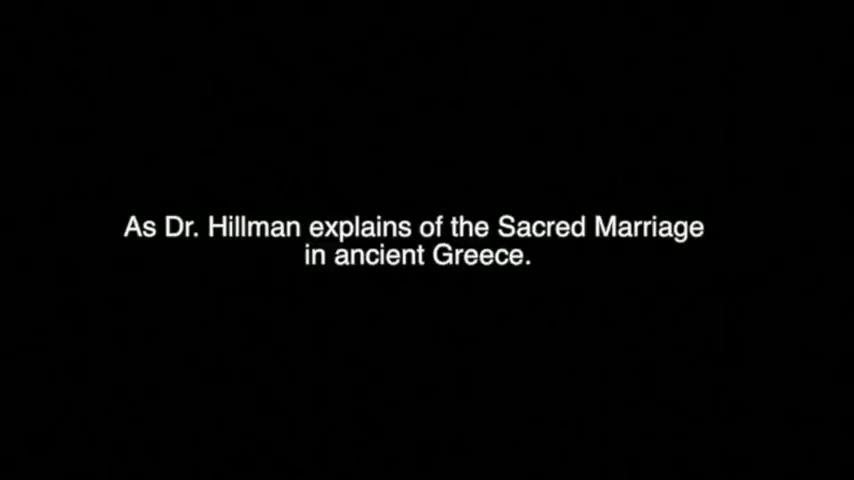 As Dr. Hillman explains of the Sacred Marriage
in ancient Greece.